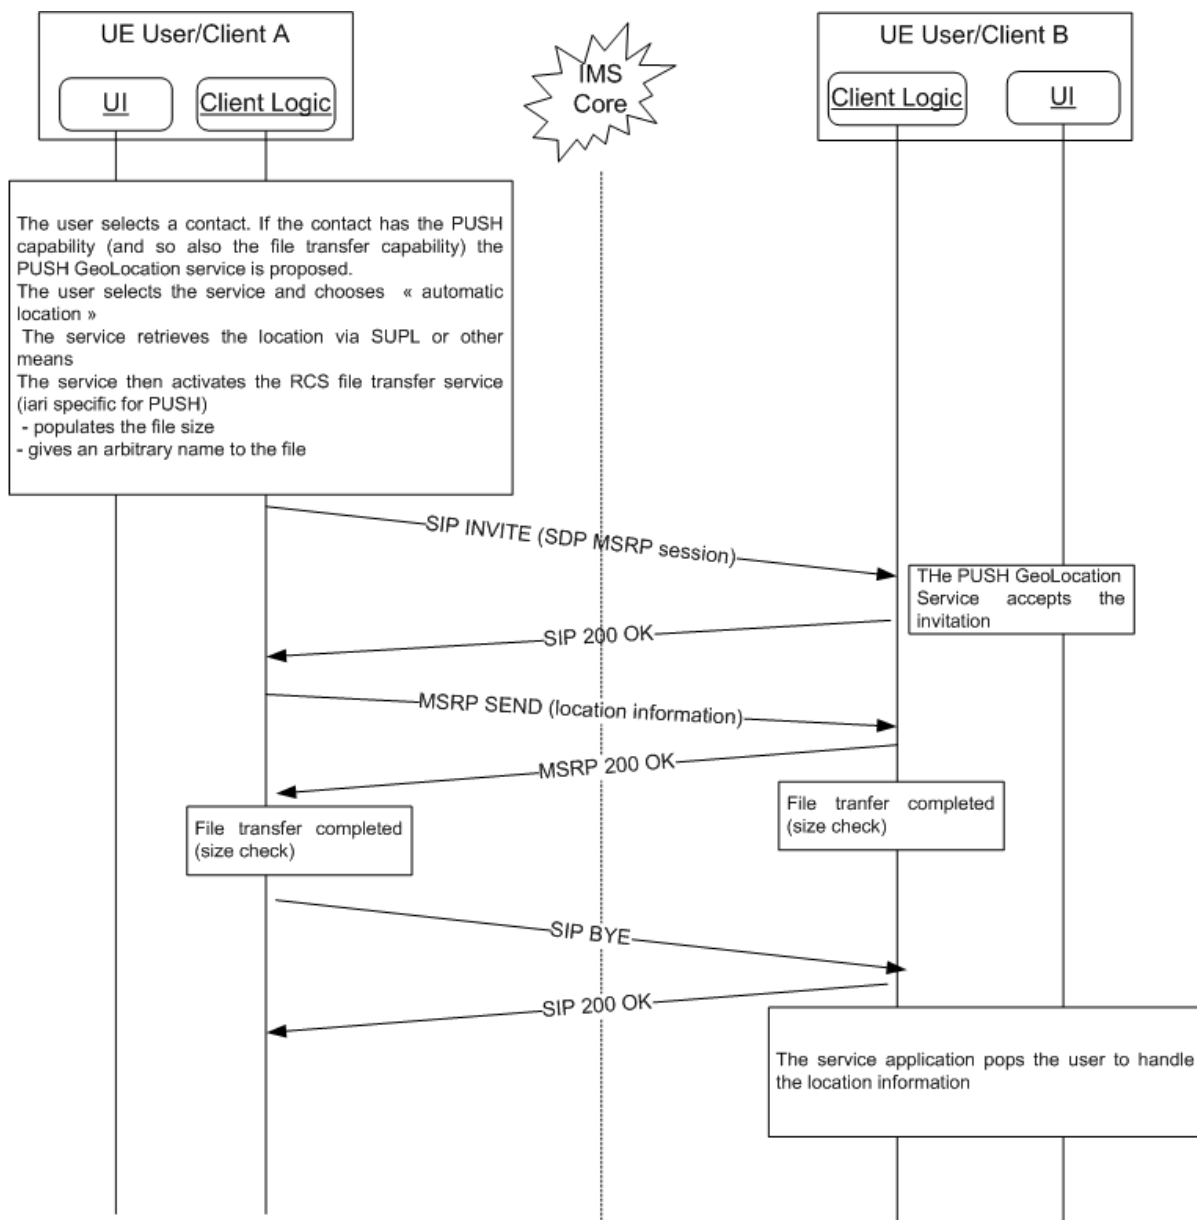 UE User/Client A
UI
Client Logic
IMS
Core
UE User/Client B
Client Logic
UI
The user selects a contact. If the contact has the PUSH
capability (and so also the file transfer capability) the
PUSH GeoLocation service is proposed.
The user selects the service and chooses « automatic
location »
The service retrieves the location via SUPL or other
means
The service then activates the RCS file transfer service
(iari specific for PUSH)
- populates the file size
- gives an arbitrary name to the file
SIP INVITE (SDP MSRP session)
THe PUSH GeoLocation
Service accepts the
invitation
SIP 200 OK
MSRP SEND (location information)
MSRP 200 OK
File tranfer completed
(size check)
File transfer completed
(size check)
SIP BYE
SIP 200 OK
The service application pops the user to handle
the location information